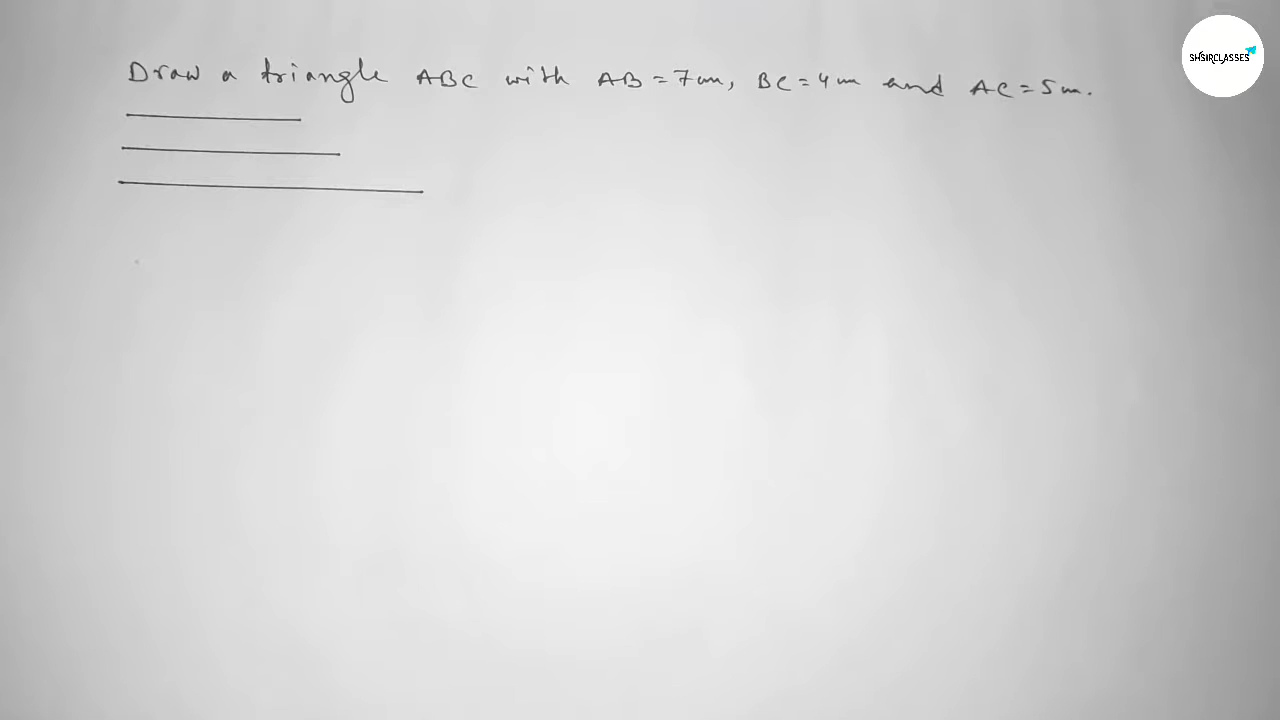 Draw a triangle ABC with AB = 7cm, BC = 4cm and AC = 5cm.
SHSIRCLASSES